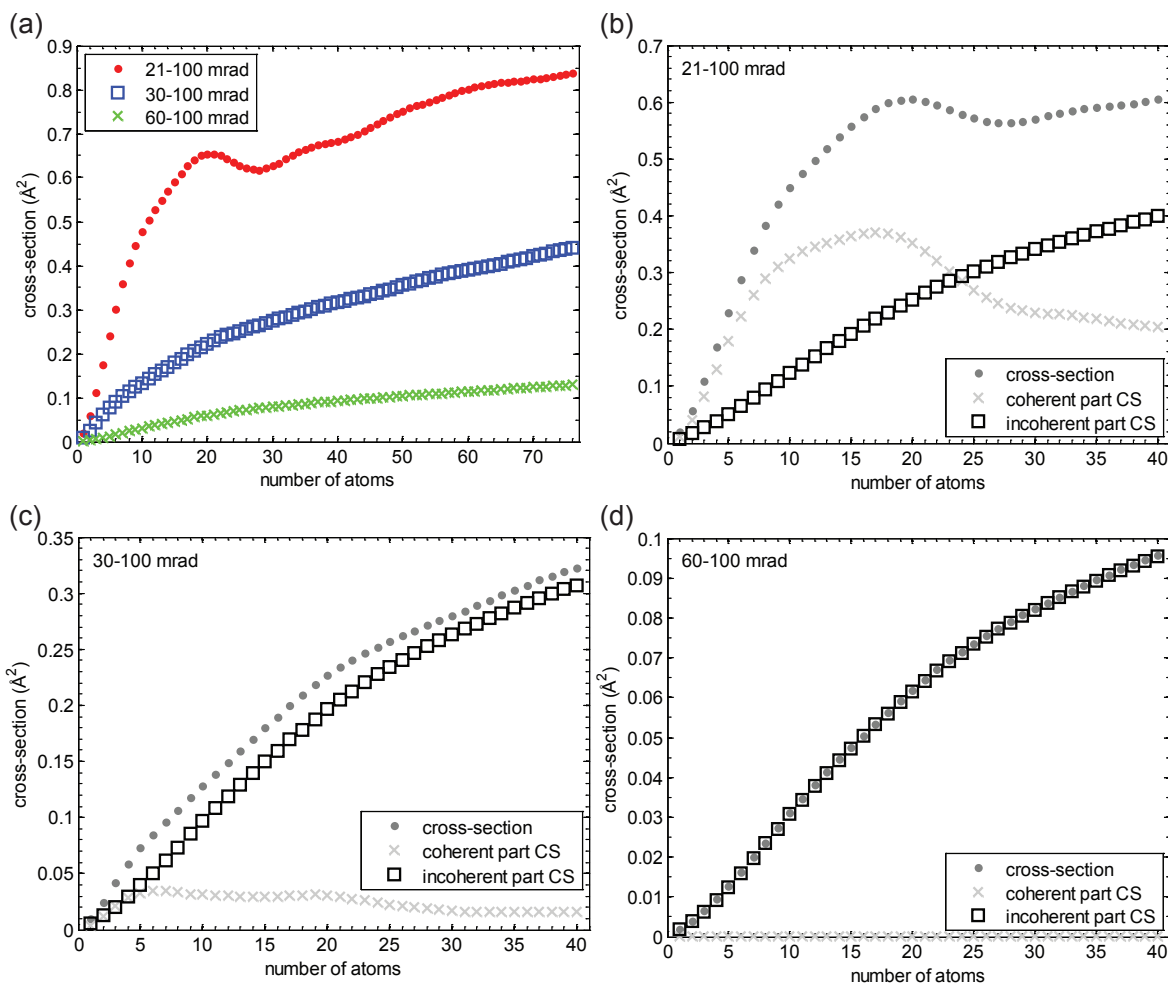 (a)
0.9
0.8
0.7
0.6
0.5
0.4
0.3
0.2
0.1
0
0 10 20 30 40 50 60 70
cross-section (Å²)
number of atoms
21-100 mrad
30-100 mrad
60-100 mrad
(b)
21-100 mrad
0.7
0.6
0.5
0.4
0.3
0.2
0.1
0
0 5 10 15 20 25 30 35 40
cross-section (Å²)
number of atoms
cross-section
coherent part CS
incoherent part CS
(c)
30-100 mrad
0.35
0.3
0.25
0.2
0.15
0.1
0.05
0
0 5 10 15 20 25 30 35 40
cross-section (Å²)
number of atoms
cross-section
coherent part CS
incoherent part CS
(d)
60-100 mrad
0.1
0.09
0.08
0.07
0.06
0.05
0.04
0.03
0.02
0.01
0
0 5 10 15 20 25 30 35 40
cross-section (Å²)
number of atoms
cross-section
coherent part CS
incoherent part CS